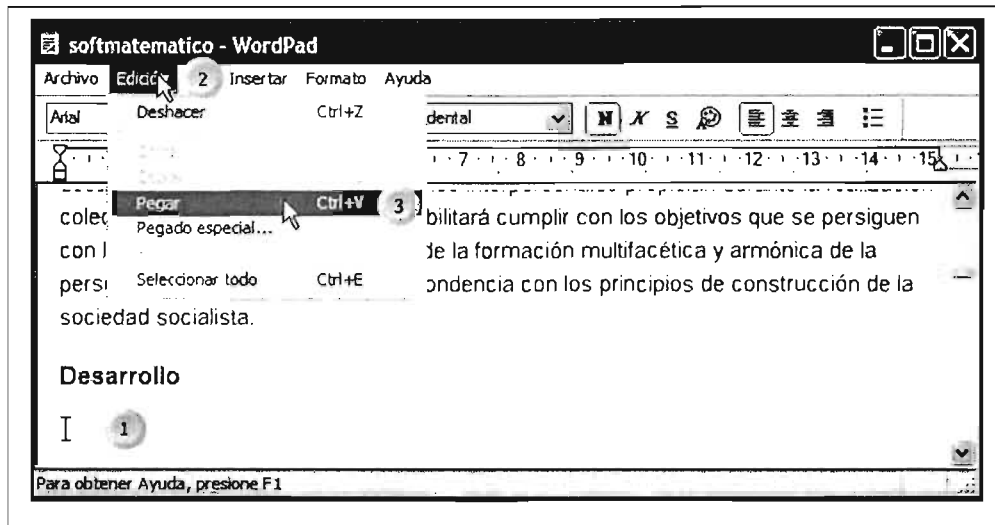 softmatematico - WordPad
Archivo Edición 2 Insertar Formato Ayuda
Arial dental N K S
Deshacer Ctrl+Z
7 8 9 10 11 12 13 14 15
Pegar Ctrl+V 3
Pegado especial...
Seleccionar todo Ctrl+E
colec bilitará cumplir con los objetivos que se persiguen
con l de la formación multifacética y armónica de la
pers ondencia con los principios de construcción de la
sociedad socialista.
Desarrollo
1
Para obtener Ayuda, presione F1